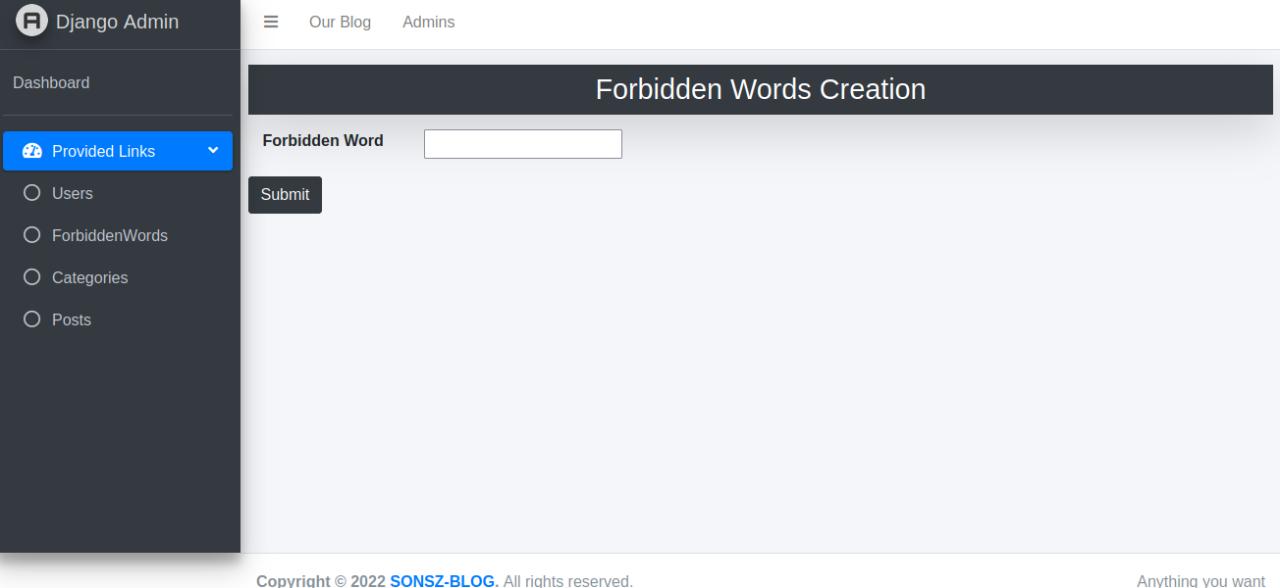 Django Admin
Our Blog
Admins
Dashboard
Forbidden Words Creation
Forbidden Word
Submit
Provided Links
Users
ForbiddenWords
Categories
Posts
Copyright © 2022 SONSZ-BLOG. All rights reserved.
Anything you want